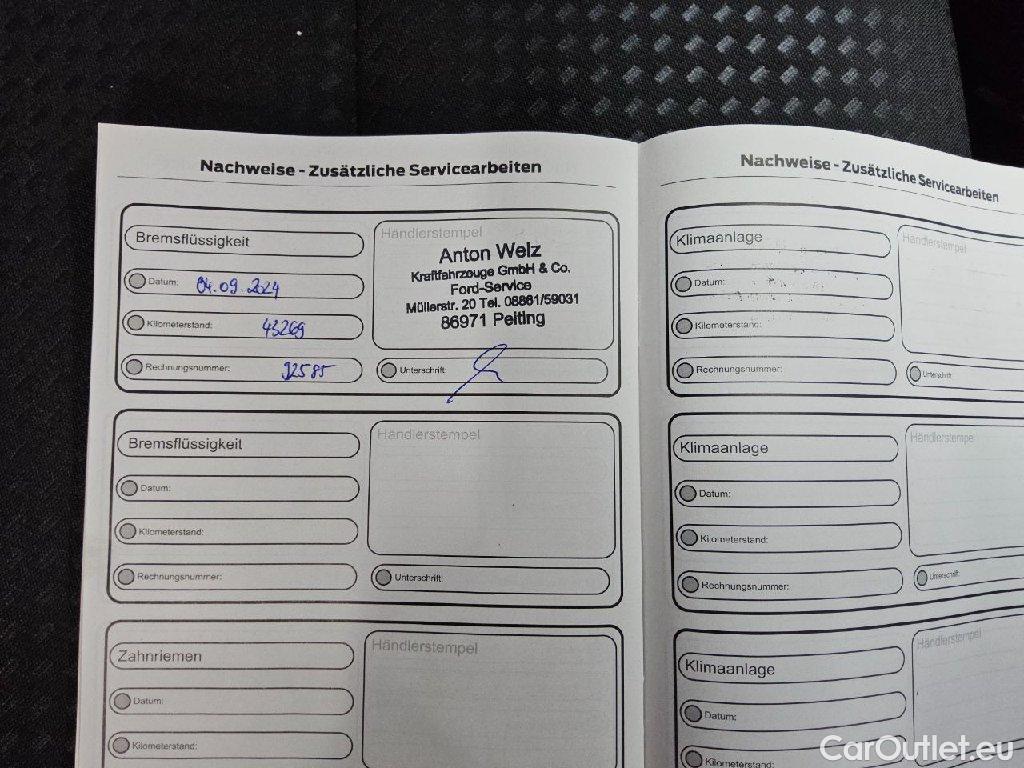 Nachweise - Zusätzliche Servicearbeiten
Bremsflüssigkeit
Datum: 04.09.2024
Kilometerstand: 43269
Rechnungsnummer: 92585
Händlerstempel
Anton Welz
Kraftfahrzeuge GmbH & Co.
Ford-Service
Müllerstr. 20 Tel. 08861/59031
86971 Peiting
Unterschrift:
Bremsflüssigkeit
Datum:
Kilometerstand:
Rechnungsnummer:
Händlerstempel
Unterschrift:
Zahnriemen
Datum:
Kilometerstand:
Händlerstempel
Nachweise - Zusätzliche Servicearbeiten
Klimaanlage
Datum:
Kilometerstand:
Rechnungsnummer:
Händlerstempel
Unterschrift:
Klimaanlage
Datum:
Kilometerstand:
Rechnungsnummer:
Händlerstempel
Unterschrift:
Klimaanlage
Datum:
Kilometerstand:
Händlerstempel
CarOutlet.eu